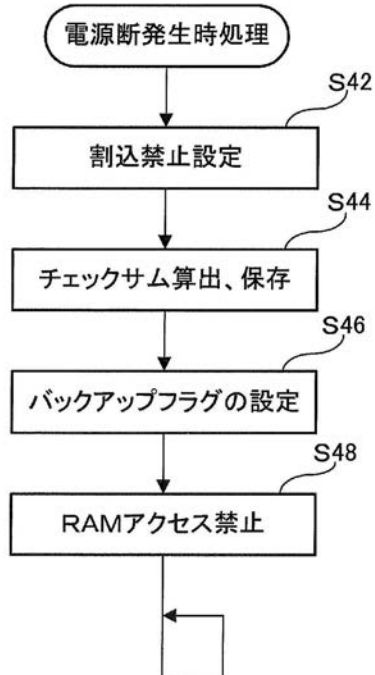 電源断発生時処理
S42
割込禁止設定
S44
チェックサム算出、保存
S46
バックアップフラグの設定
S48
RAMアクセス禁止